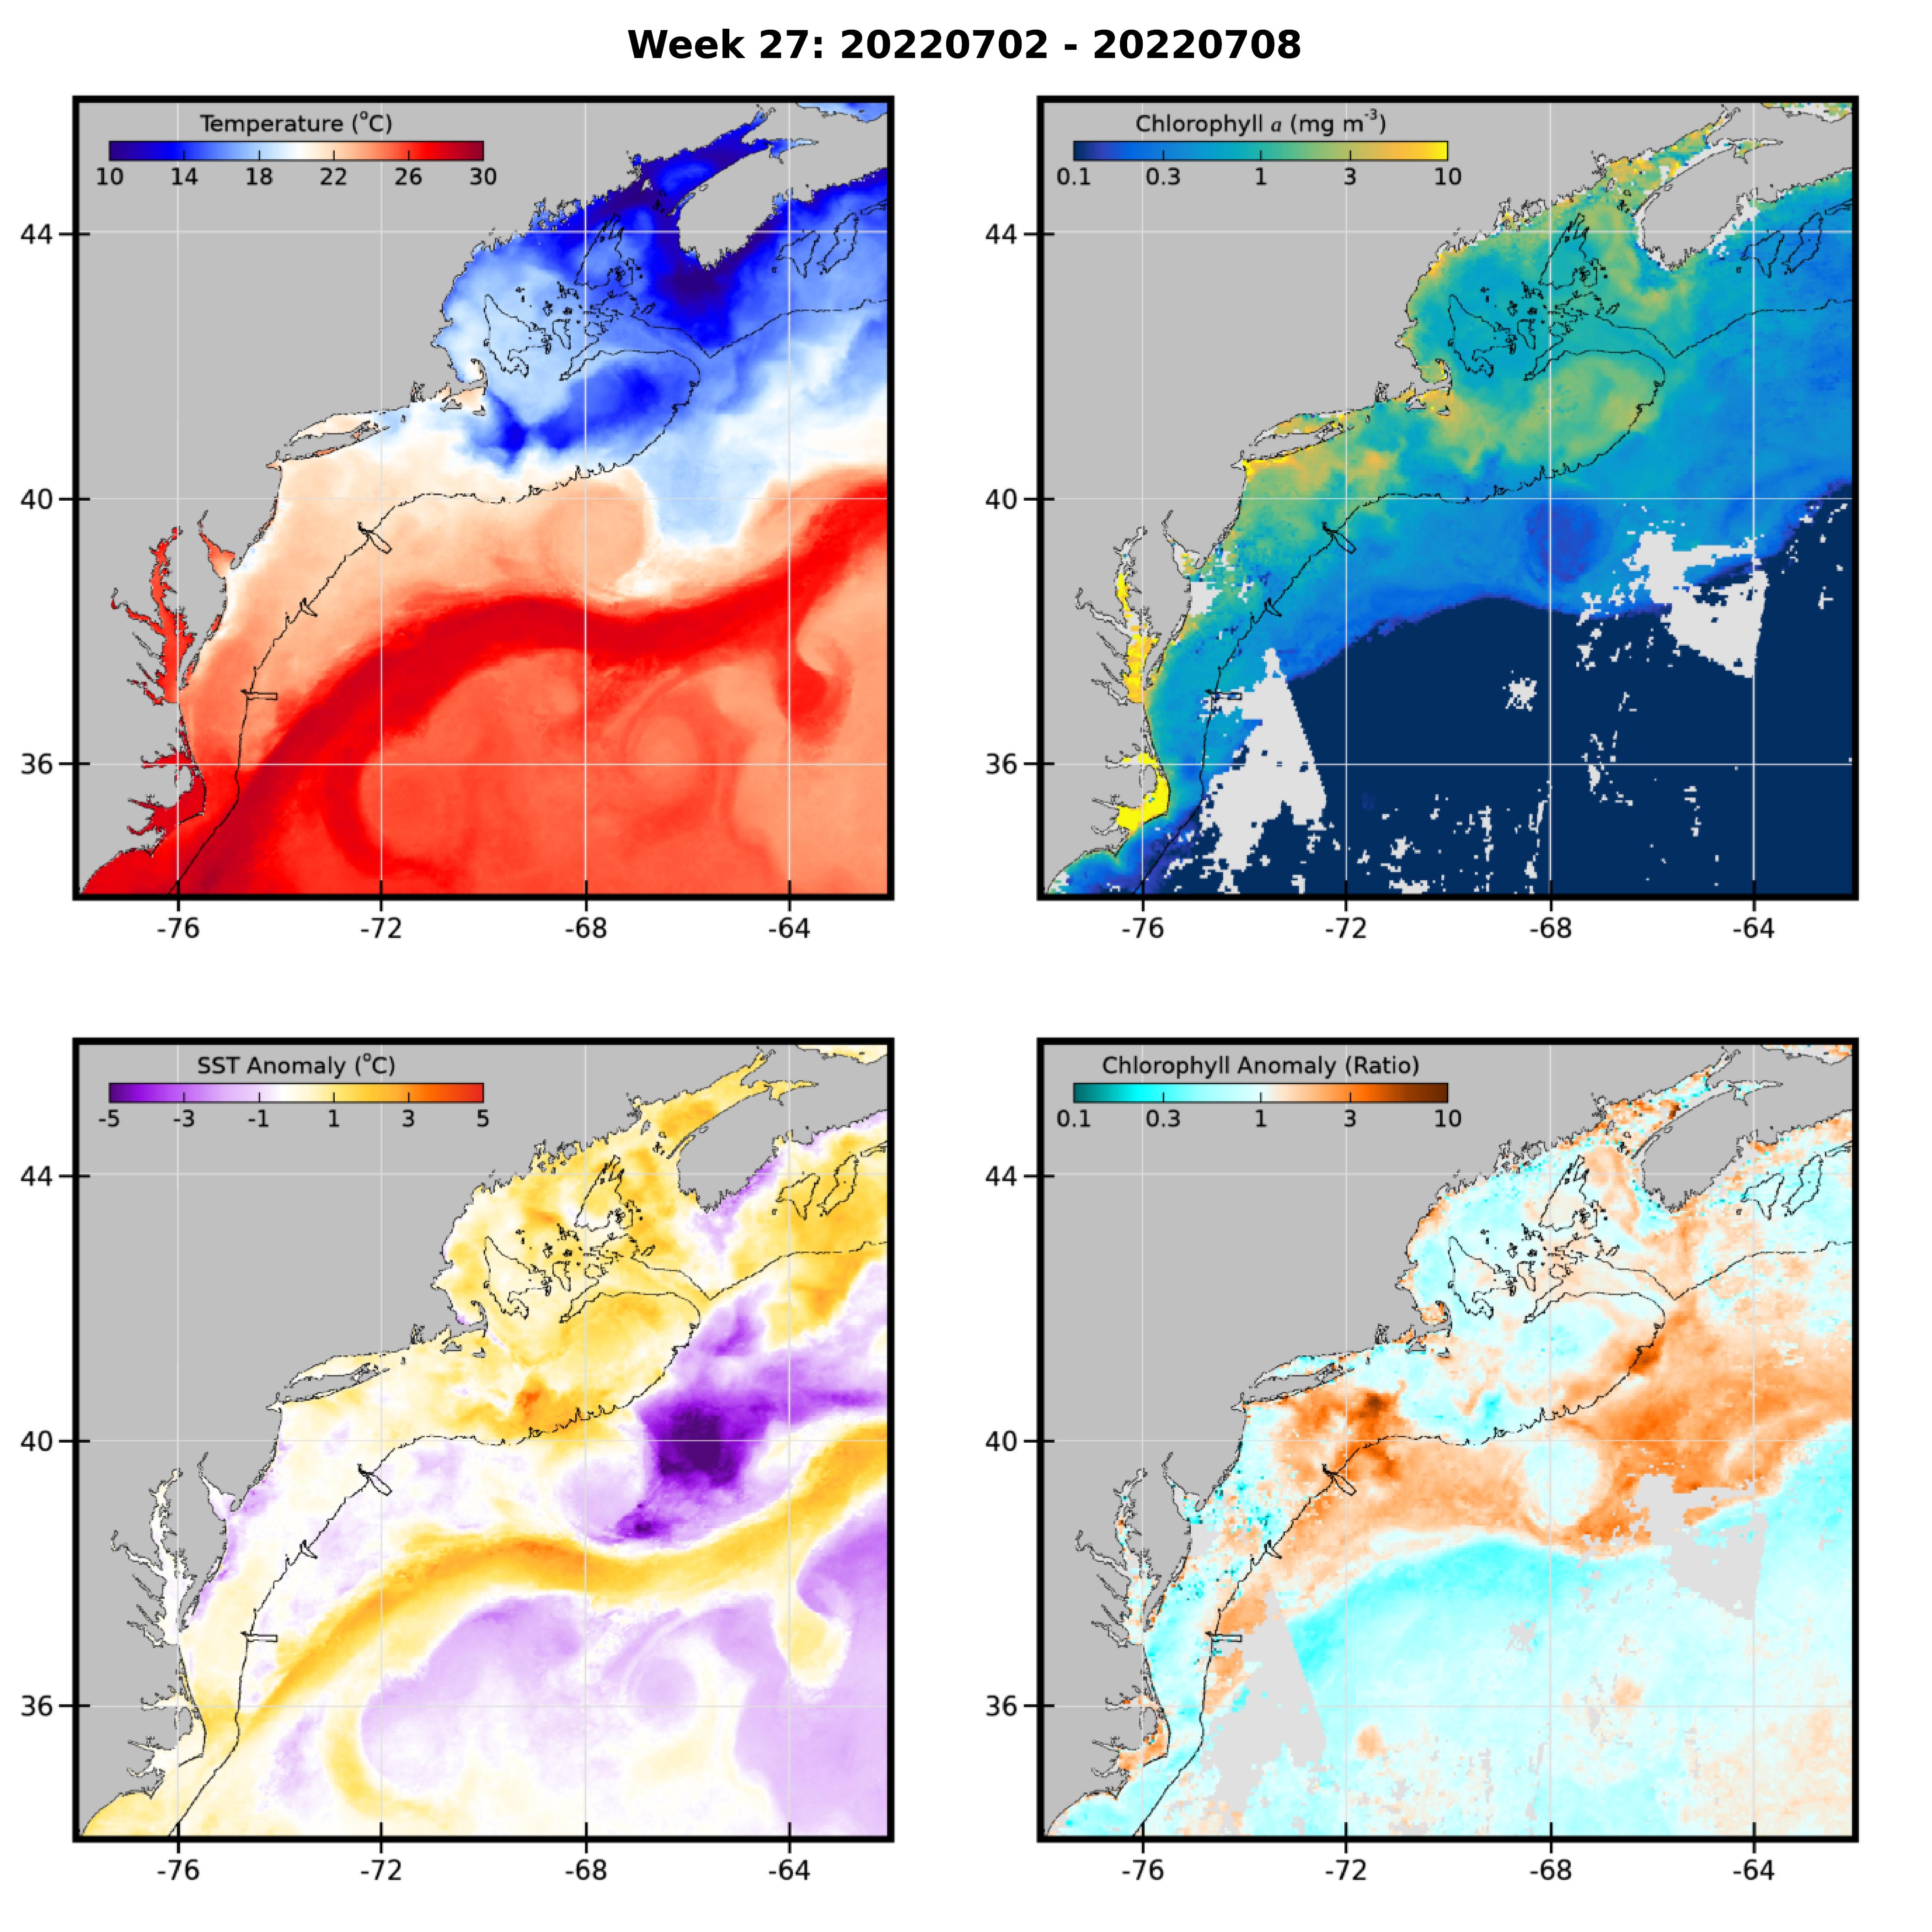 Week 27: 20220702 - 20220708
Temperature (°C)
10 14 18 22 26 30
44
40
36
-76 -72 -68 -64
Chlorophyll a (mg m⁻³)
0.1 0.3 1 3 10
44
40
36
-76 -72 -68 -64
SST Anomaly (°C)
-5 -3 -1 1 3 5
44
40
36
-76 -72 -68 -64
Chlorophyll Anomaly (Ratio)
0.1 0.3 1 3 10
44
40
36
-76 -72 -68 -64